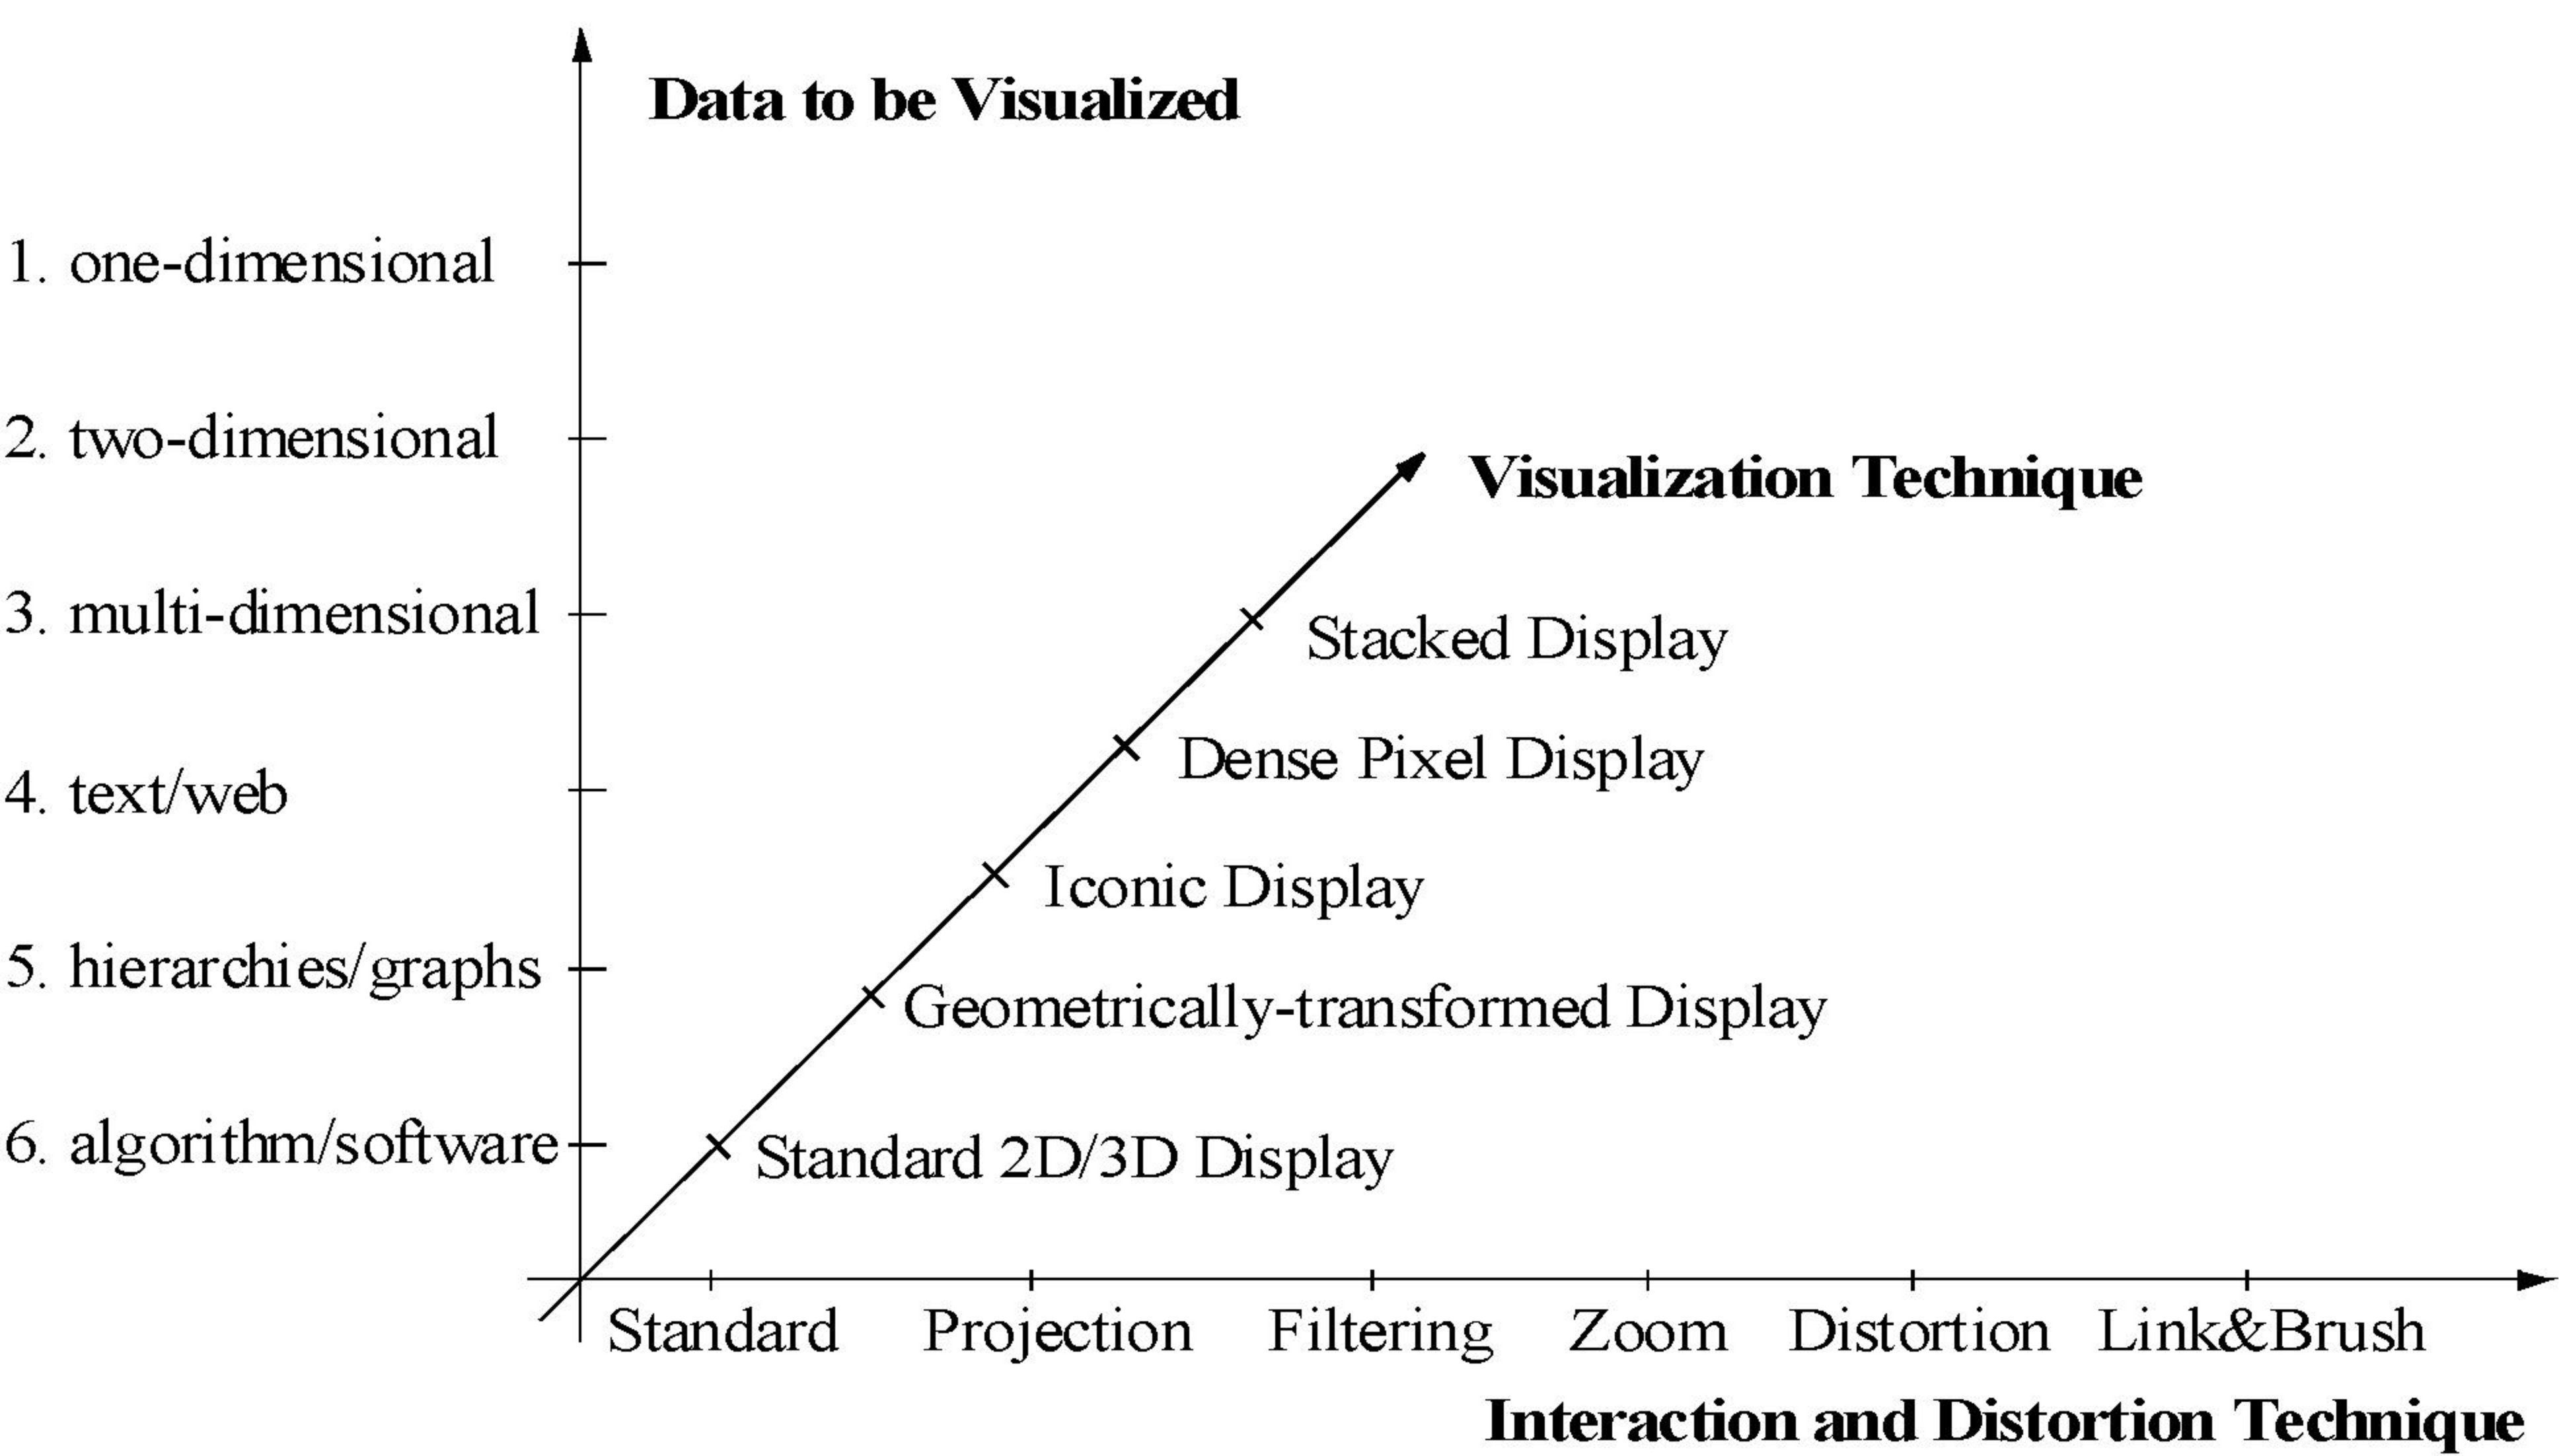 Data to be Visualized
1. one-dimensional
2. two-dimensional
Visualization Technique
3. multi-dimensional
Stacked Display
Dense Pixel Display
4. text/web
Iconic Display
5. hierarchies/graphs
Geometrically-transformed Display
6. algorithm/software
Standard 2D/3D Display
Standard Projection Filtering Zoom Distortion Link&Brush
Interaction and Distortion Technique